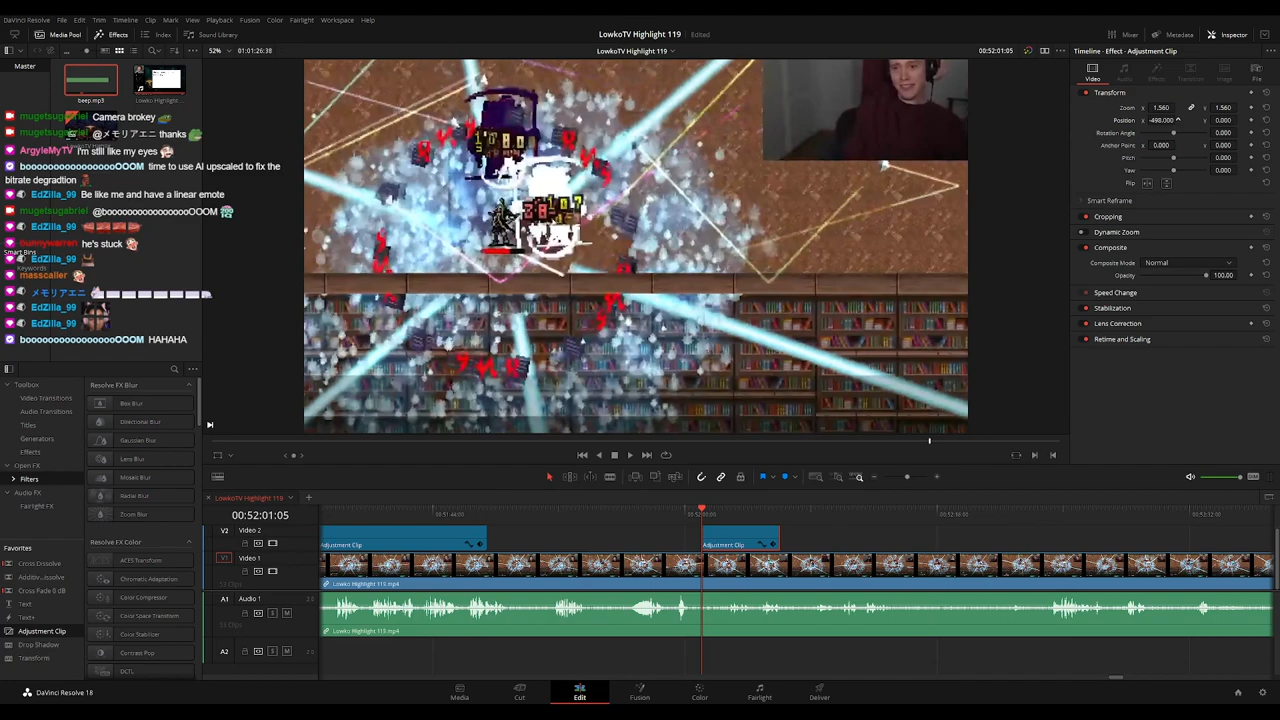 DaVinci Resolve File Edit Trim Timeline Clip Mark View Playback Fusion Color Fairlight Workspace Help
Media Pool Effects Index Sound Library
LowkoTV Highlight 119 Edited
Mixer Metadata Inspector
52% 01:01:26:38
LowkoTV Highlight 119
00:52:01:05
Timeline - Effect - Adjustment Clip
Master
beep.mp3
Lowko Highlight ...
Video Audio Effects Transition Image File
Transform
Zoom X 1.560 Y 1.560
Position X -498.000 Y 0.000
Rotation Angle 0.000
Anchor Point X 0.000 Y 0.000
Pitch 0.000
Yaw 0.000
Flip
Smart Reframe
Cropping
Dynamic Zoom
Composite
Composite Mode Normal
Opacity 100.00
Speed Change
Stabilization
Lens Correction
Retime and Scaling
mugetsugabriel Camera brokey
mugetsugabriel @メモリアエニ thanks
ArgyleMyTV I'm still like my eyes
time to use AI upscaled to fix the
bitrate degradtion
EdZilla_99 Be like me and have a linear emote
mugetsugabriel
EdZilla_99
bunnywarren he's stuck
Smart Bins
EdZilla_99
Keywords
masscaller
メモリアエニ
EdZilla_99
EdZilla_99
HAHAHA
Toolbox
Video Transitions
Audio Transitions
Titles
Generators
Effects
Open FX
Filters
Audio FX
Fairlight FX
Favorites
Cross Dissolve
Additiv...issolve
Cross Fade 0 dB
Text
Text+
Adjustment Clip
Drop Shadow
Transform
Resolve FX Blur
Box Blur
Directional Blur
Gaussian Blur
Lens Blur
Mosaic Blur
Radial Blur
Zoom Blur
Resolve FX Color
ACES Transform
Chromatic Adaptation
Color Compressor
Color Space Transform
Color Stabilizer
Contrast Pop
DCTL
LowkoTV Highlight 119
00:52:01:05
00:51:44:00 00:52:00:00 00:52:16:00 00:52:32:00
V2 Video 2
Adjustment Clip
Adjustment Clip
V1 Video 1
Lowko Highlight 119.mp4
A1 Audio 1
S M
Lowko Highlight 119.mp4
A2 S M
DIM
DaVinci Resolve 18
Media Cut Edit Fusion Color Fairlight Deliver